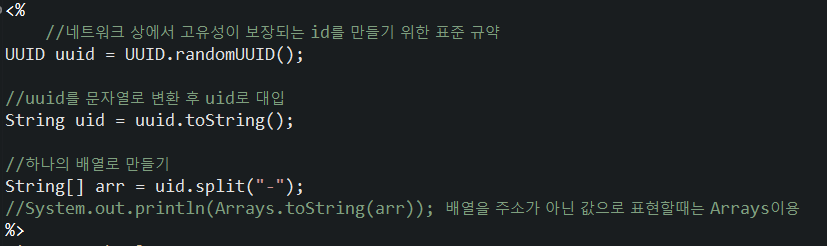 <%
//네트워크 상에서 고유성이 보장되는 id를 만들기 위한 표준 규약
UUID uuid = UUID.randomUUID();
//uuid를 문자열로 변환 후 uid로 대입
String uid = uuid.toString();
//하나의 배열로 만들기
String[] arr = uid.split("-");
//System.out.println(Arrays.toString(arr)); 배열을 주소가 아닌 값으로 표현할때는 Arrays이용
%>